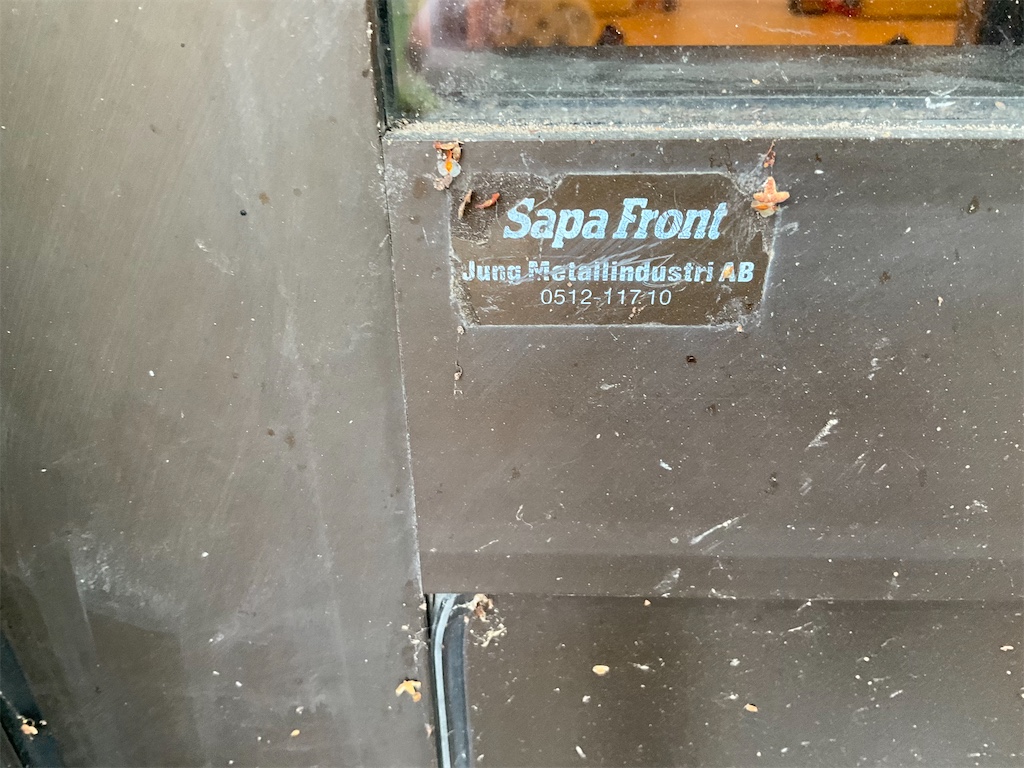 Sapa Front
Jung Metallindustri AB
0512-117 10